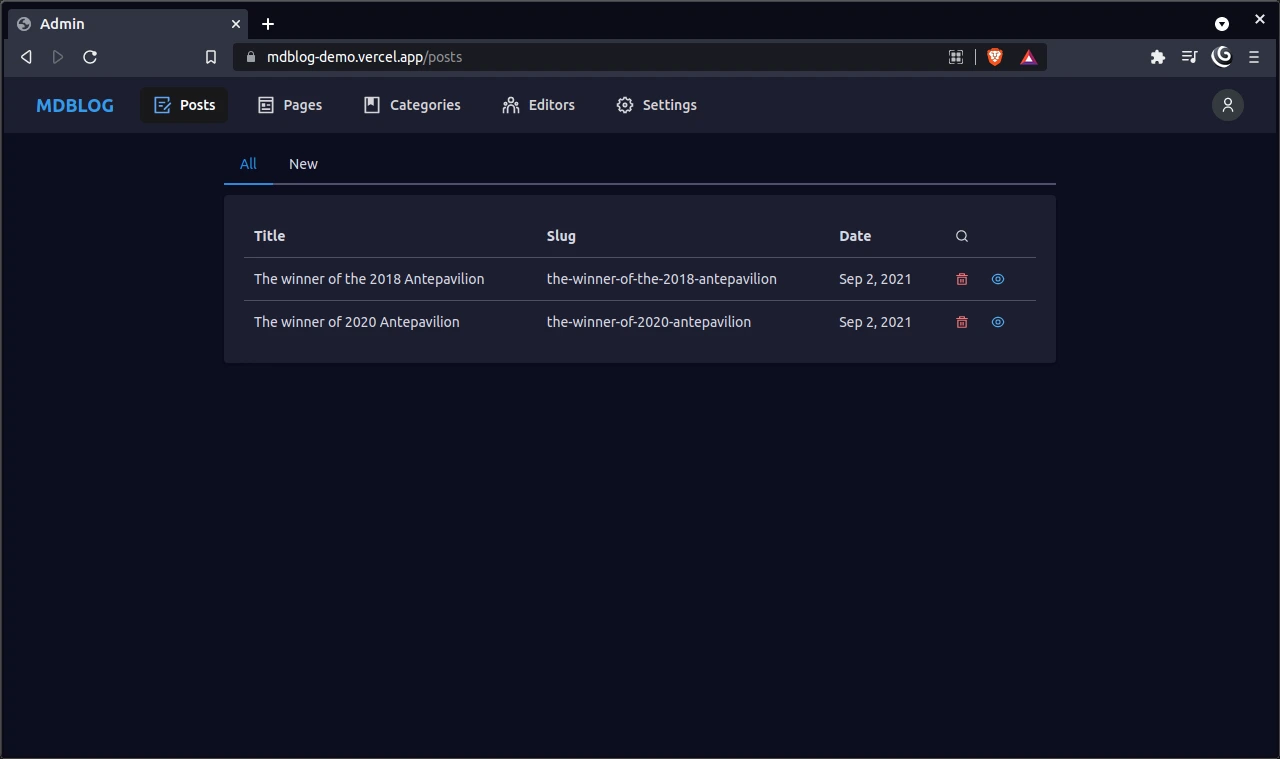 Admin
mdblog-demo.vercel.app/posts
MDBLOG Posts Pages Categories Editors Settings
All New
Title Slug Date
The winner of the 2018 Antepavilion the-winner-of-the-2018-antepavilion Sep 2, 2021
The winner of 2020 Antepavilion the-winner-of-2020-antepavilion Sep 2, 2021